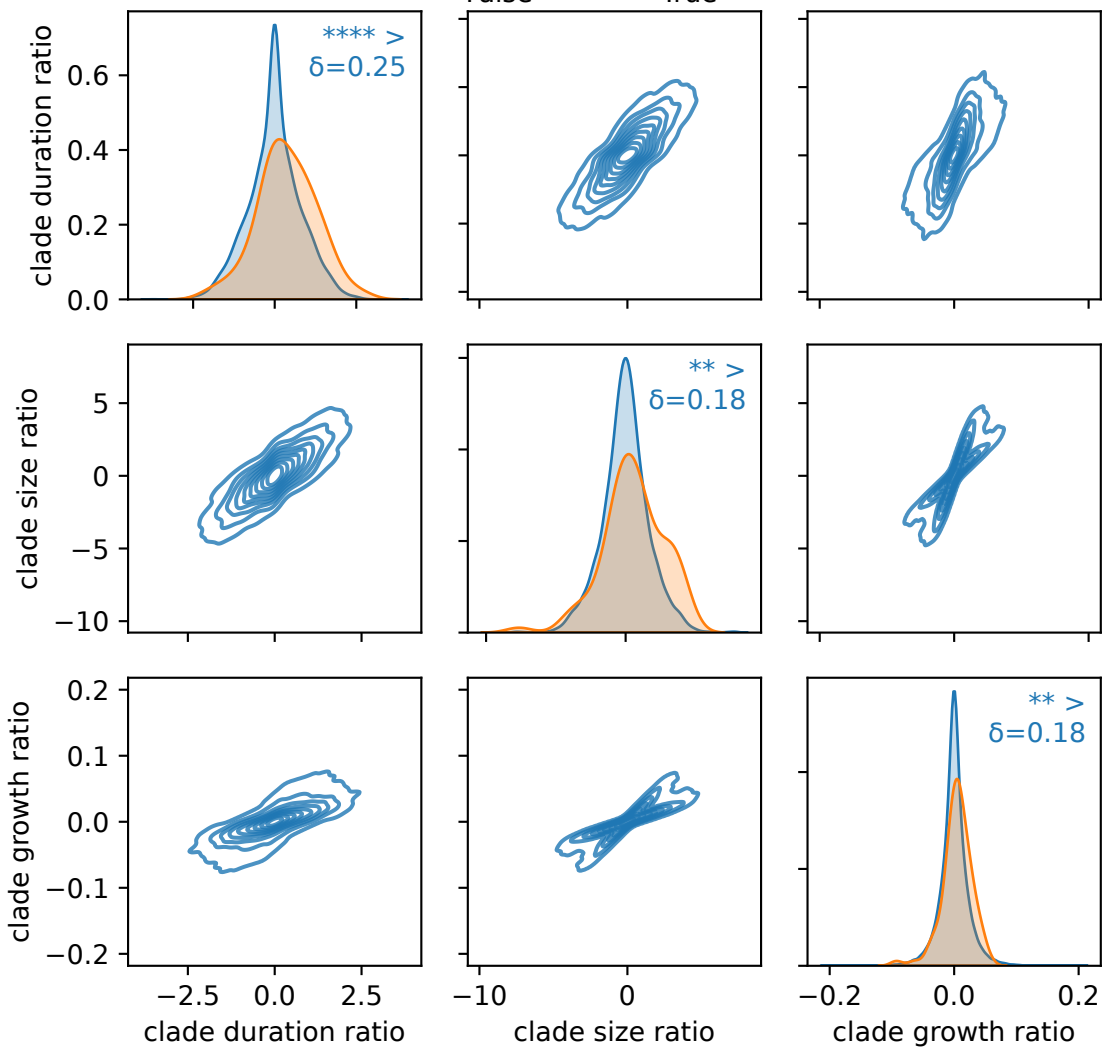 clade duration ratio
0.6
0.4
0.2
0.0
**** >
δ=0.25
clade size ratio
5
0
−5
−10
** >
δ=0.18
clade growth ratio
0.2
0.1
0.0
−0.1
−0.2
** >
δ=0.18
−2.5 0.0 2.5
−10 0
−0.2 0.0 0.2
clade duration ratio
clade size ratio
clade growth ratio